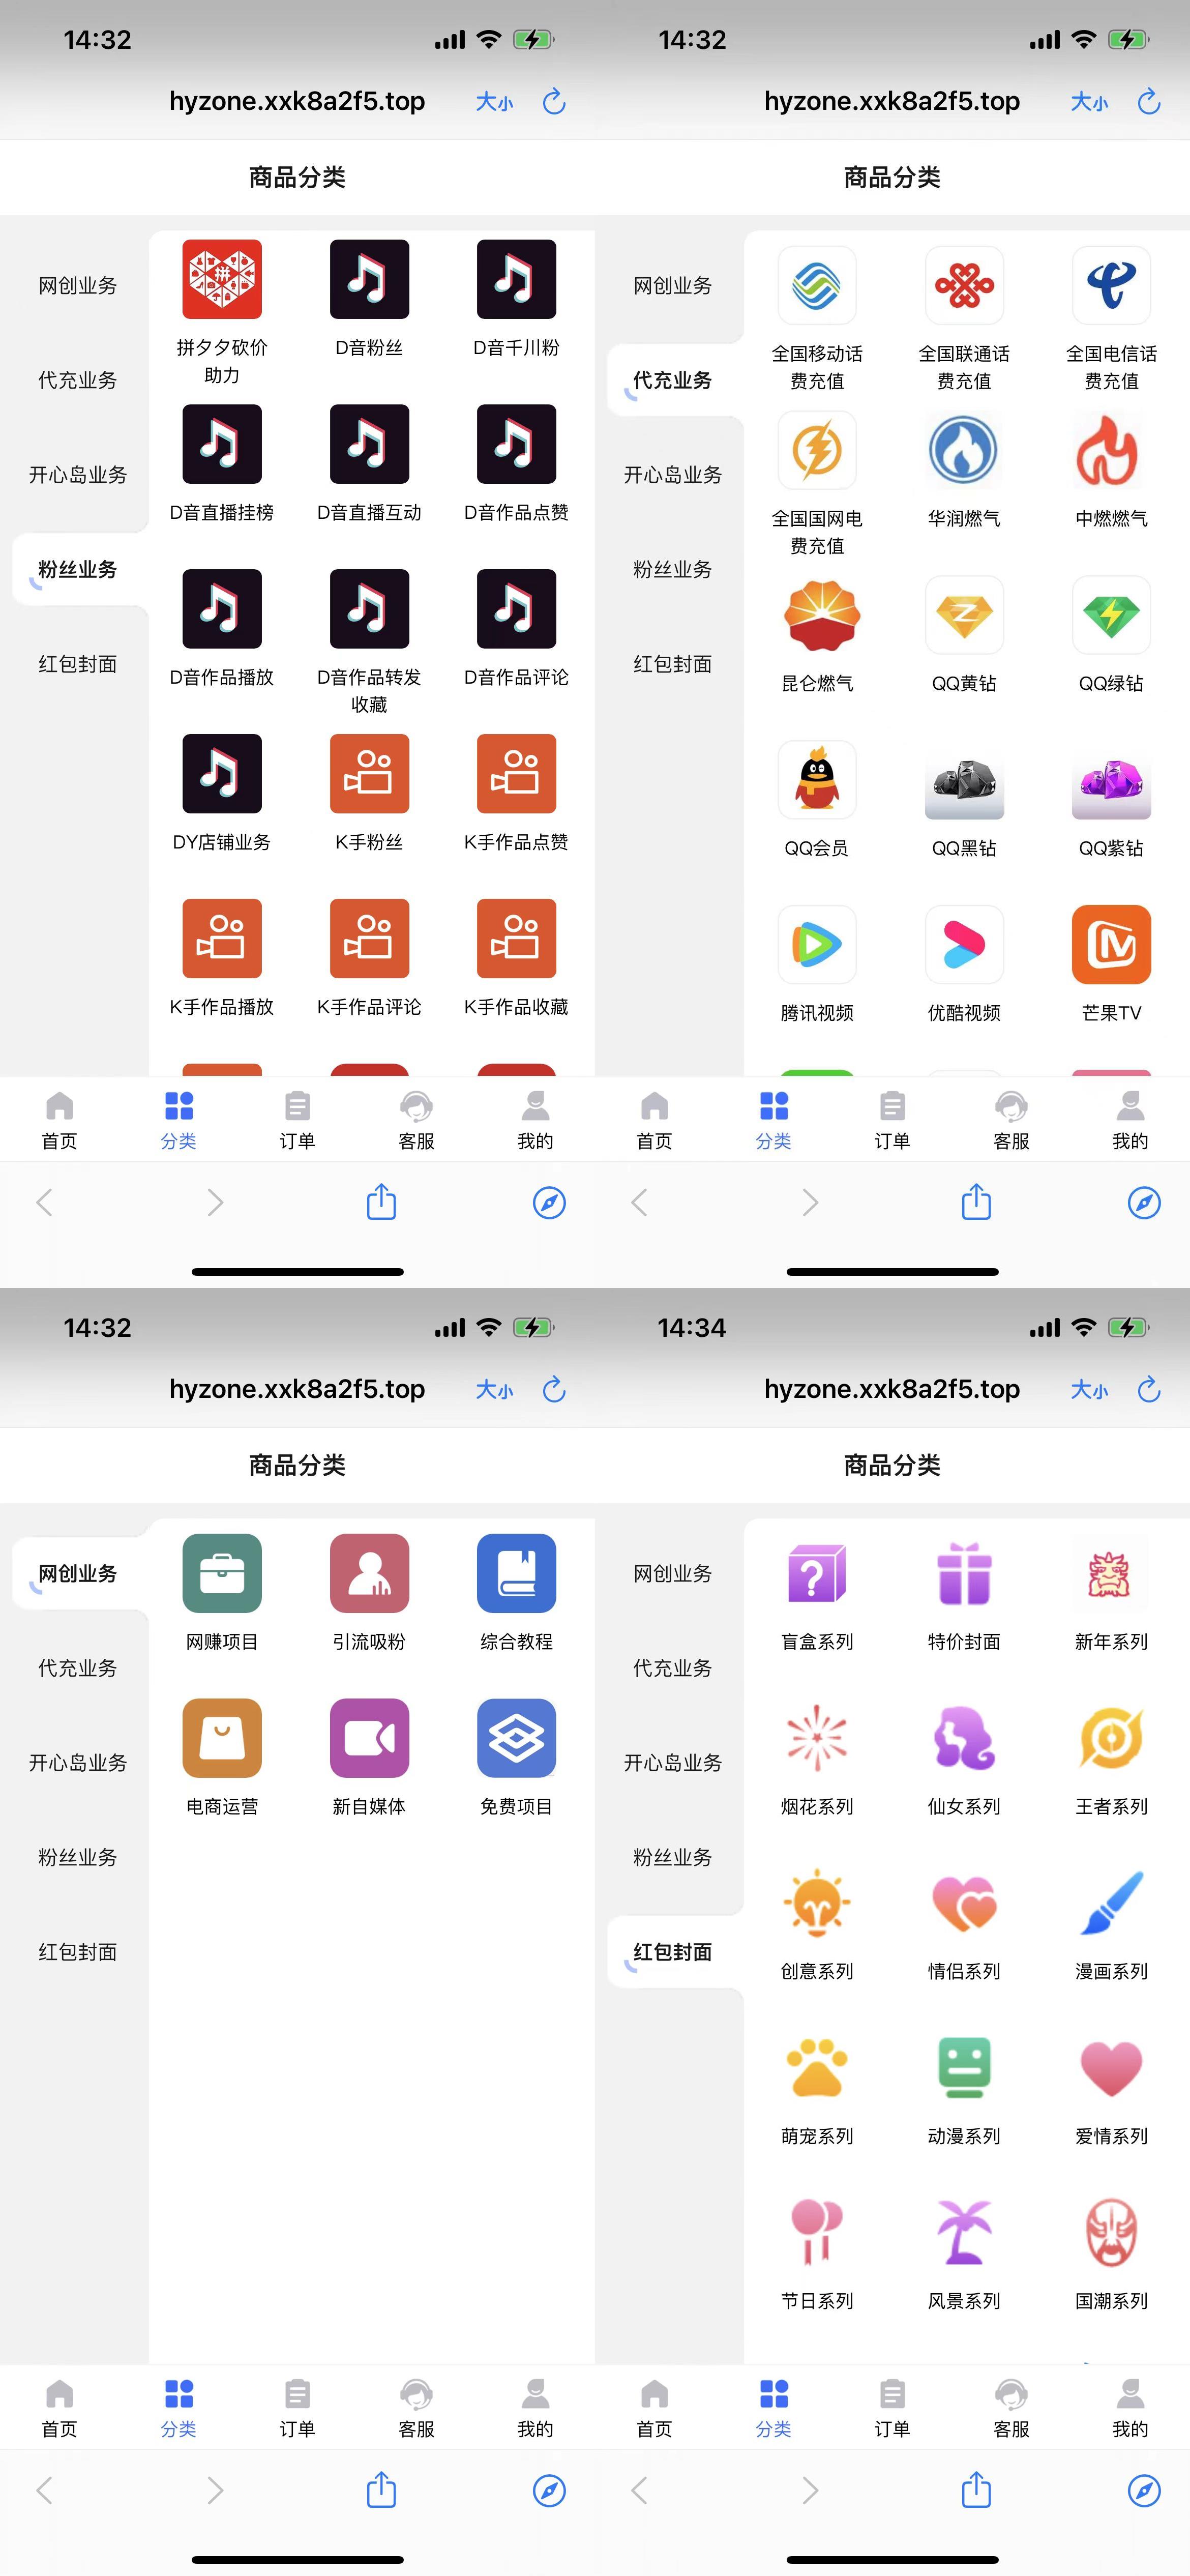 14:32
hyzone.xxk8a2f5.top
大小
商品分类
网创业务
代充业务
开心岛业务
粉丝业务
红包封面
拼
拼夕夕砍价
助力
D音粉丝
D音千川粉
D音直播挂榜
D音直播互动
D音作品点赞
D音作品播放
D音作品转发
收藏
D音作品评论
DY店铺业务
K手粉丝
K手作品点赞
K手作品播放
K手作品评论
K手作品收藏
首页
分类
订单
客服
我的
14:32
hyzone.xxk8a2f5.top
大小
商品分类
网创业务
代充业务
开心岛业务
粉丝业务
红包封面
全国移动话
费充值
全国联通话
费充值
全国电信话
费充值
全国国网电
费充值
华润燃气
中燃燃气
昆仑燃气
QQ黄钻
QQ绿钻
QQ会员
QQ黑钻
QQ紫钻
腾讯视频
优酷视频
芒果TV
首页
分类
订单
客服
我的
14:32
hyzone.xxk8a2f5.top
大小
商品分类
网创业务
代充业务
开心岛业务
粉丝业务
红包封面
网赚项目
引流吸粉
综合教程
电商运营
新自媒体
免费项目
首页
分类
订单
客服
我的
14:34
hyzone.xxk8a2f5.top
大小
商品分类
网创业务
代充业务
开心岛业务
粉丝业务
红包封面
盲盒系列
特价封面
新年系列
烟花系列
仙女系列
王者系列
创意系列
情侣系列
漫画系列
萌宠系列
动漫系列
爱情系列
节日系列
风景系列
国潮系列
首页
分类
订单
客服
我的